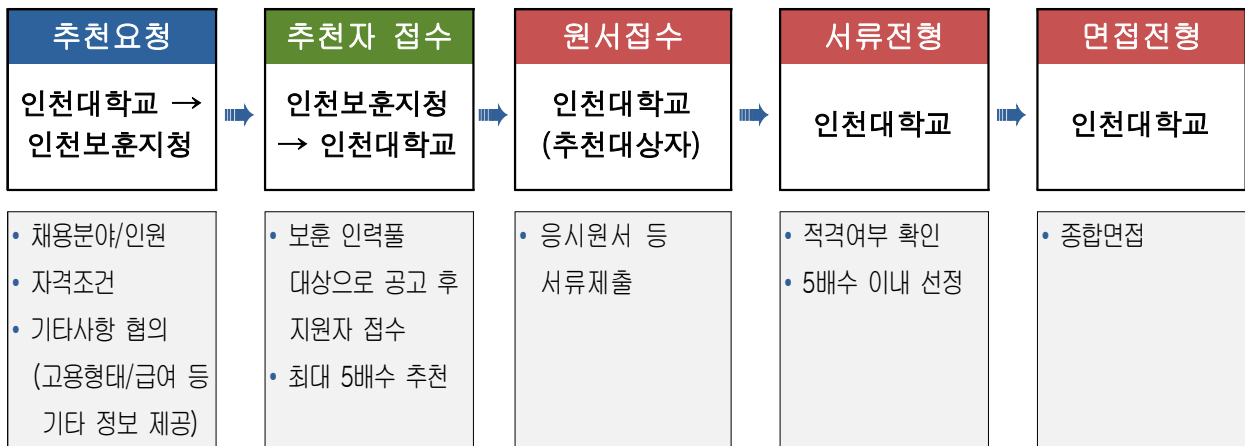 추천요청
인천대학교 →
인천보훈지청
• 채용분야/인원
• 자격조건
• 기타사항 협의
(고용형태/급여 등
기타 정보 제공)
추천자 접수
인천보훈지청
→ 인천대학교
• 보훈 인력풀
대상으로 공고 후
지원자 접수
• 최대 5배수 추천
원서접수
인천대학교
(추천대상자)
• 응시원서 등
서류제출
서류전형
인천대학교
• 적격여부 확인
• 5배수 이내 선정
면접전형
인천대학교
• 종합면접